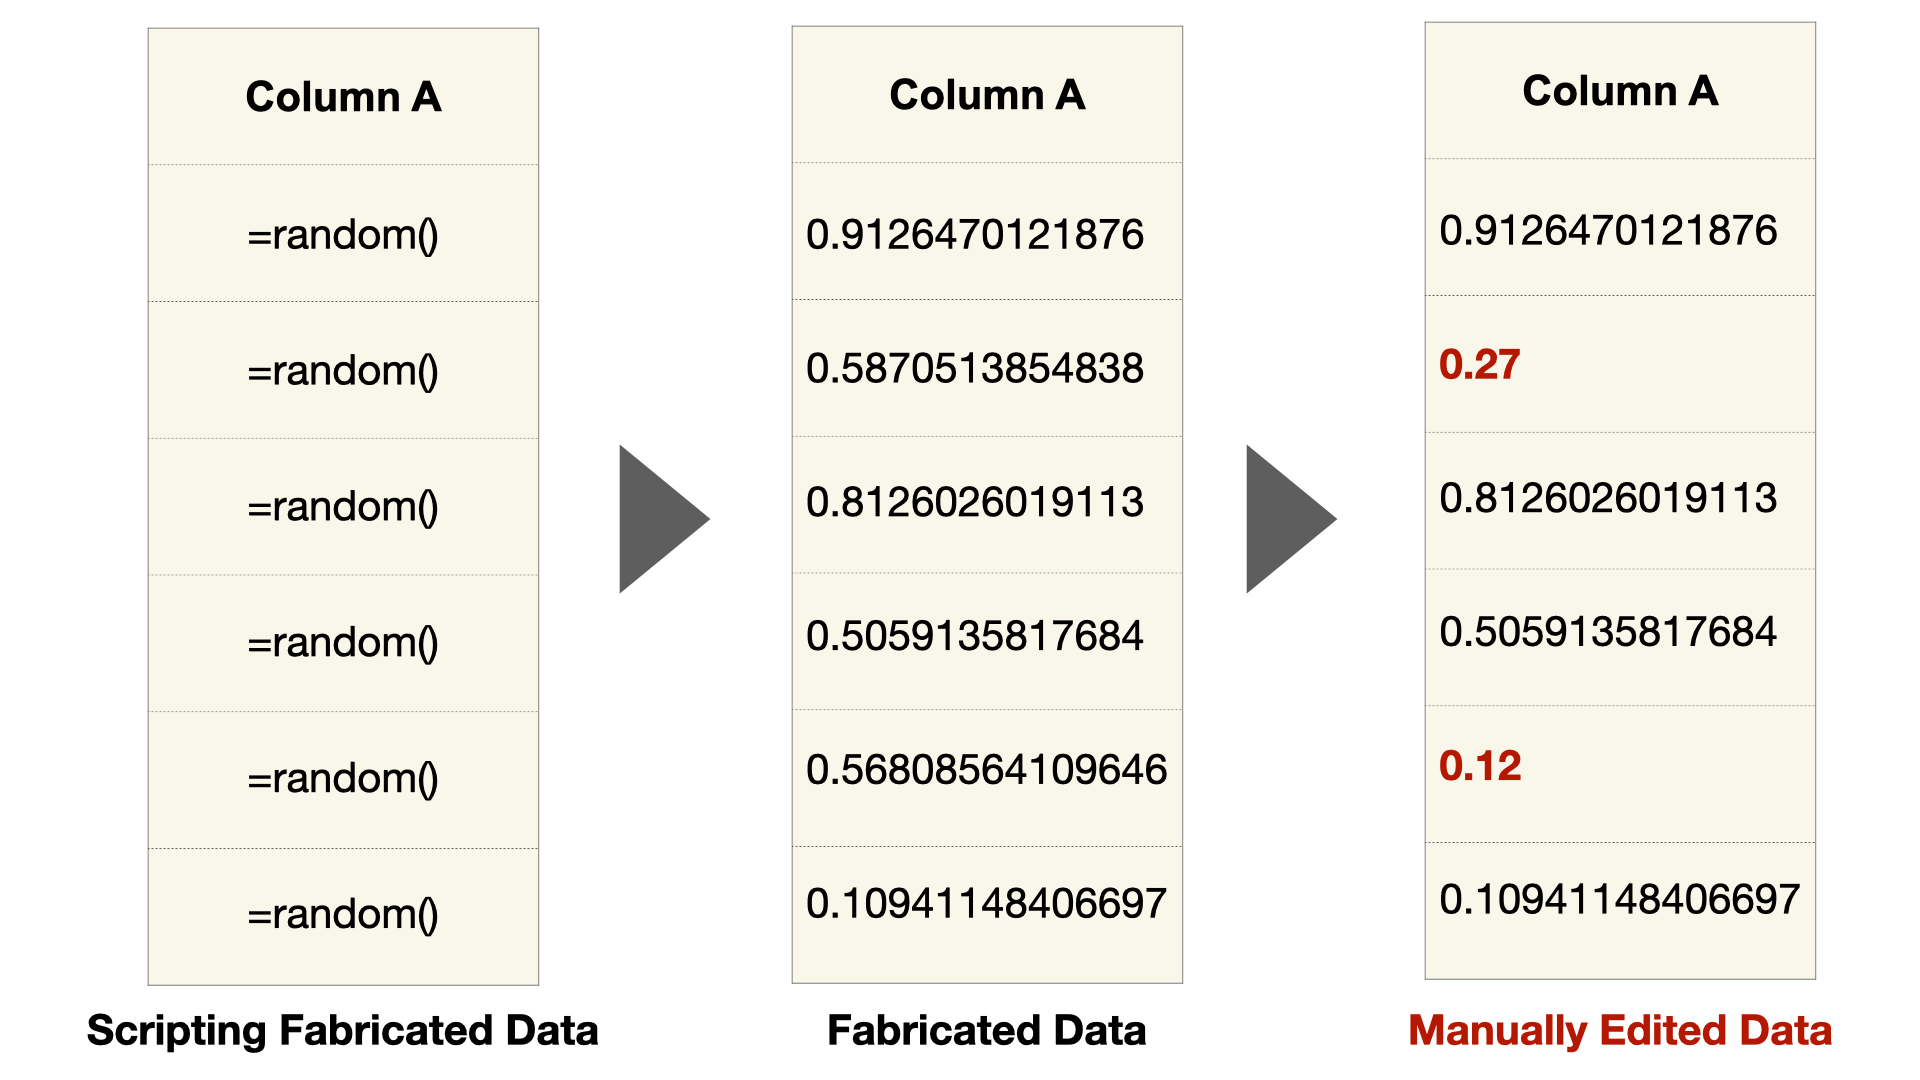 Column A
=random()
=random()
=random()
=random()
=random()
=random()
Scripting Fabricated Data
Column A
0.9126470121876
0.5870513854838
0.8126026019113
0.5059135817684
0.56808564109646
0.10941148406697
Fabricated Data
Column A
0.9126470121876
0.27
0.8126026019113
0.5059135817684
0.12
0.10941148406697
Manually Edited Data